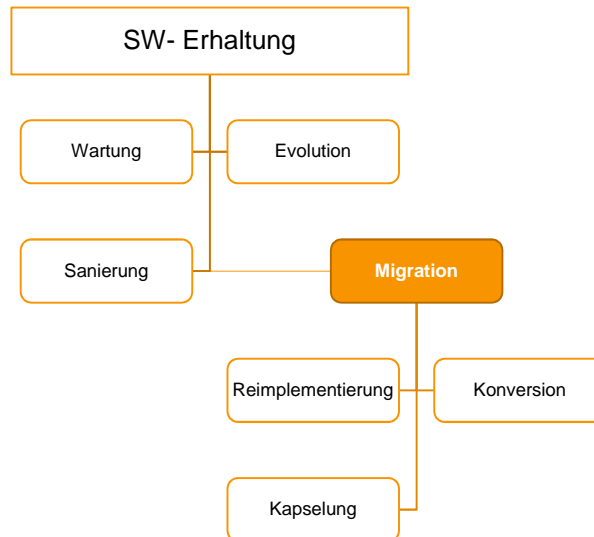 SW- Erhaltung
Wartung
Evolution
Sanierung
Migration
Reimplementierung
Konversion
Kapselung